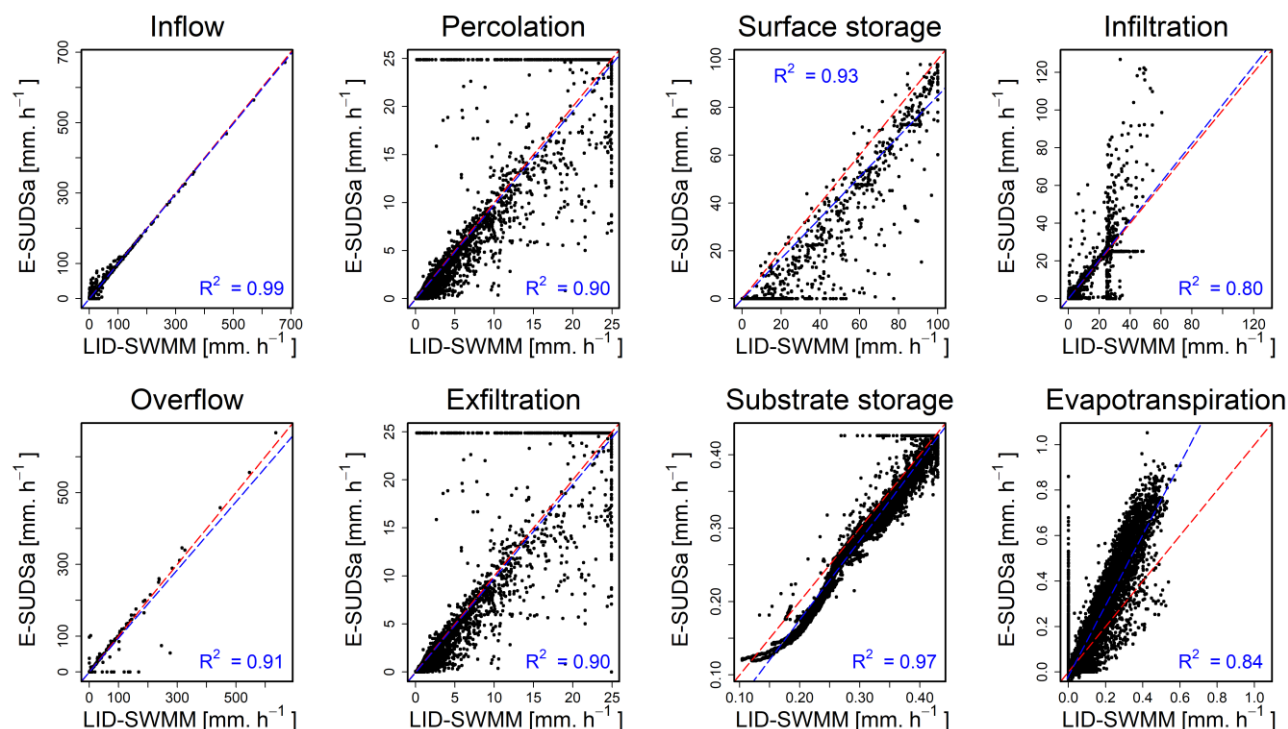 Inflow
E-SUDSa [mm. h⁻¹]
700
500
300
100
0
R² = 0.99
0 100 300 500 700
LID-SWMM [mm. h⁻¹]
Percolation
E-SUDSa [mm. h⁻¹]
25
20
15
10
5
0
R² = 0.90
0 5 10 15 20 25
LID-SWMM [mm. h⁻¹]
Surface storage
E-SUDSa [mm. h⁻¹]
100
80
60
40
20
0
R² = 0.93
0 20 40 60 80 100
LID-SWMM [mm. h⁻¹]
Infiltration
E-SUDSa [mm. h⁻¹]
120
100
80
60
40
20
0
R² = 0.80
0 20 40 60 80 120
LID-SWMM [mm. h⁻¹]
Overflow
E-SUDSa [mm. h⁻¹]
500
300
100
0
R² = 0.91
0 100 300 500
LID-SWMM [mm. h⁻¹]
Exfiltration
E-SUDSa [mm. h⁻¹]
25
20
15
10
5
0
R² = 0.90
0 5 10 15 20 25
LID-SWMM [mm. h⁻¹]
Substrate storage
E-SUDSa [mm. h⁻¹]
0.40
0.30
0.20
0.10
R² = 0.97
0.10 0.20 0.30 0.40
LID-SWMM [mm. h⁻¹]
Evapotranspiration
E-SUDSa [mm. h⁻¹]
1.0
0.8
0.6
0.4
0.2
0.0
R² = 0.84
0.0 0.2 0.4 0.6 0.8 1.0
LID-SWMM [mm. h⁻¹]